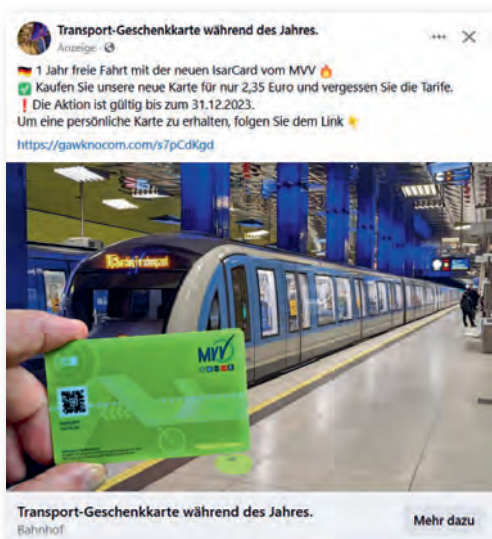 Transport-Geschenkkarte während des Jahres.
Anzeige
1 Jahr freie Fahrt mit der neuen IsarCard vom MVV 🔥
✅ Kaufen Sie unsere neue Karte für nur 2,35 Euro und vergessen Sie die Tarife.
❗ Die Aktion ist gültig bis zum 31.12.2023.
Um eine persönliche Karte zu erhalten, folgen Sie dem Link 👇
https://gawknocom.com/s7pCdKgd
MVV
Transport-Geschenkkarte während des Jahres.
Bahnhof
Mehr dazu